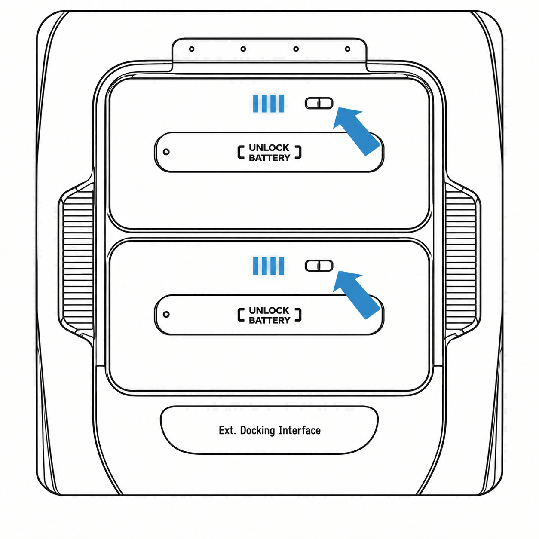 UNLOCK
BATTERY
UNLOCK
BATTERY
Ext. Docking Interface